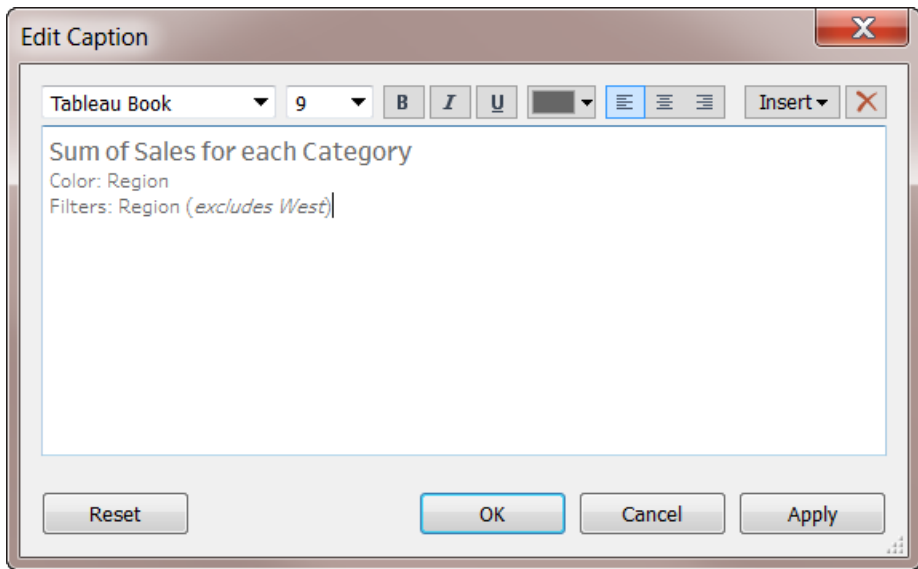 Edit Caption
Tableau Book 9 B I U Insert
Sum of Sales for each Category
Color: Region
Filters: Region (excludes West)
Reset OK Cancel Apply